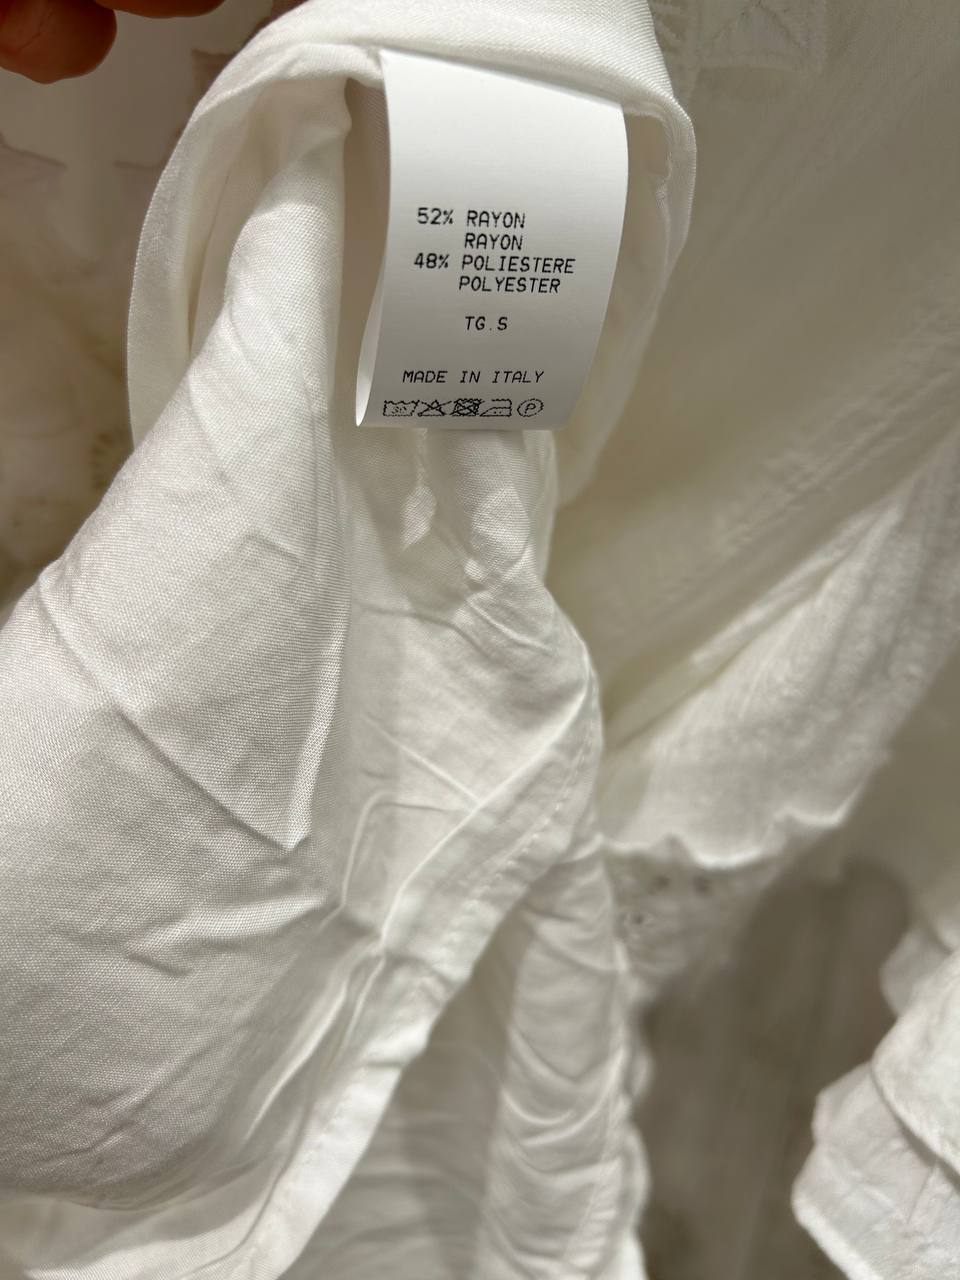 52% RAYON
RAYON
48% POLIESTERE
POLYESTER
TG.S
MADE IN ITALY
P